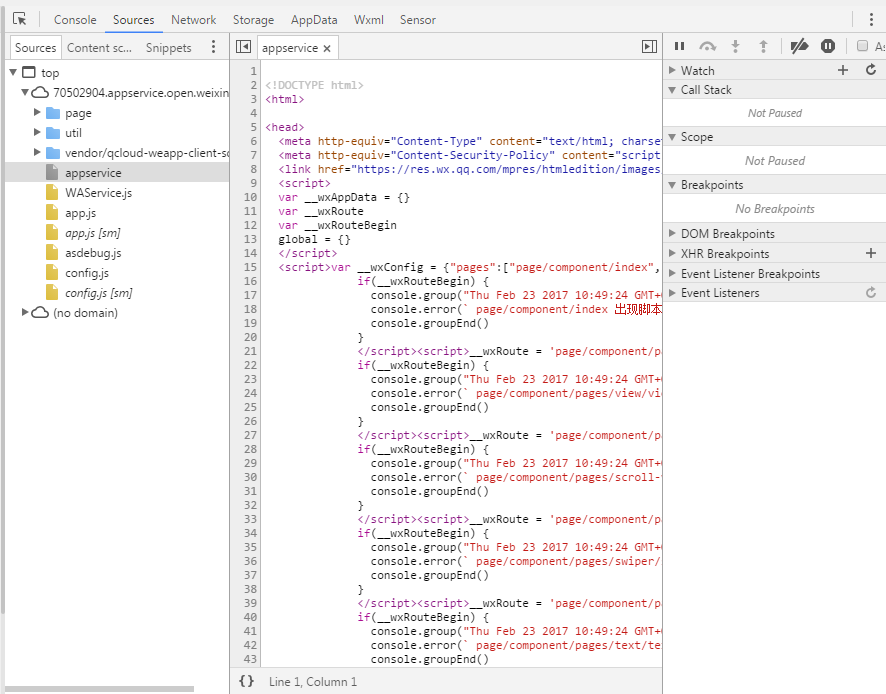 Console Sources Network Storage AppData Wxml Sensor
Sources Content sc... Snippets
top
70502904.appservice.open.weixin
page
util
vendor/qcloud-weapp-client-sd
appservice
WAService.js
app.js
app.js [sm]
asdebug.js
config.js
config.js [sm]
(no domain)
appservice ×
1
2 <!DOCTYPE html>
3 <html>
4
5 <head>
6 <meta http-equiv="Content-Type" content="text/html; charse
7 <meta http-equiv="Content-Security-Policy" content="script
8 <link href="https://res.wx.qq.com/mpres/htmledition/images
9 <script>
10 var __wxAppData = {}
11 var __wxRoute
12 var __wxRouteBegin
13 global = {}
14 </script>
15 <script>var __wxConfig = {"pages":["page/component/index",
16 if(__wxRouteBegin) {
17 console.group("Thu Feb 23 2017 10:49:24 GMT+
18 console.error(` page/component/index 出现脚本
19 console.groupEnd()
20 }
21 </script><script>__wxRoute = 'page/component/p
22 if(__wxRouteBegin) {
23 console.group("Thu Feb 23 2017 10:49:24 GMT+
24 console.error(` page/component/pages/view/vi
25 console.groupEnd()
26 }
27 </script><script>__wxRoute = 'page/component/p
28 if(__wxRouteBegin) {
29 console.group("Thu Feb 23 2017 10:49:24 GMT+
30 console.error(` page/component/pages/scroll-
31 console.groupEnd()
32 }
33 </script><script>__wxRoute = 'page/component/p
34 if(__wxRouteBegin) {
35 console.group("Thu Feb 23 2017 10:49:24 GMT+
36 console.error(` page/component/pages/swiper/
37 console.groupEnd()
38 }
39 </script><script>__wxRoute = 'page/component/p
40 if(__wxRouteBegin) {
41 console.group("Thu Feb 23 2017 10:49:24 GMT+
42 console.error(` page/component/pages/text/te
43 console.groupEnd()
{} Line 1, Column 1
As
Watch
Call Stack
Not Paused
Scope
Not Paused
Breakpoints
No Breakpoints
DOM Breakpoints
XHR Breakpoints
Event Listener Breakpoints
Event Listeners